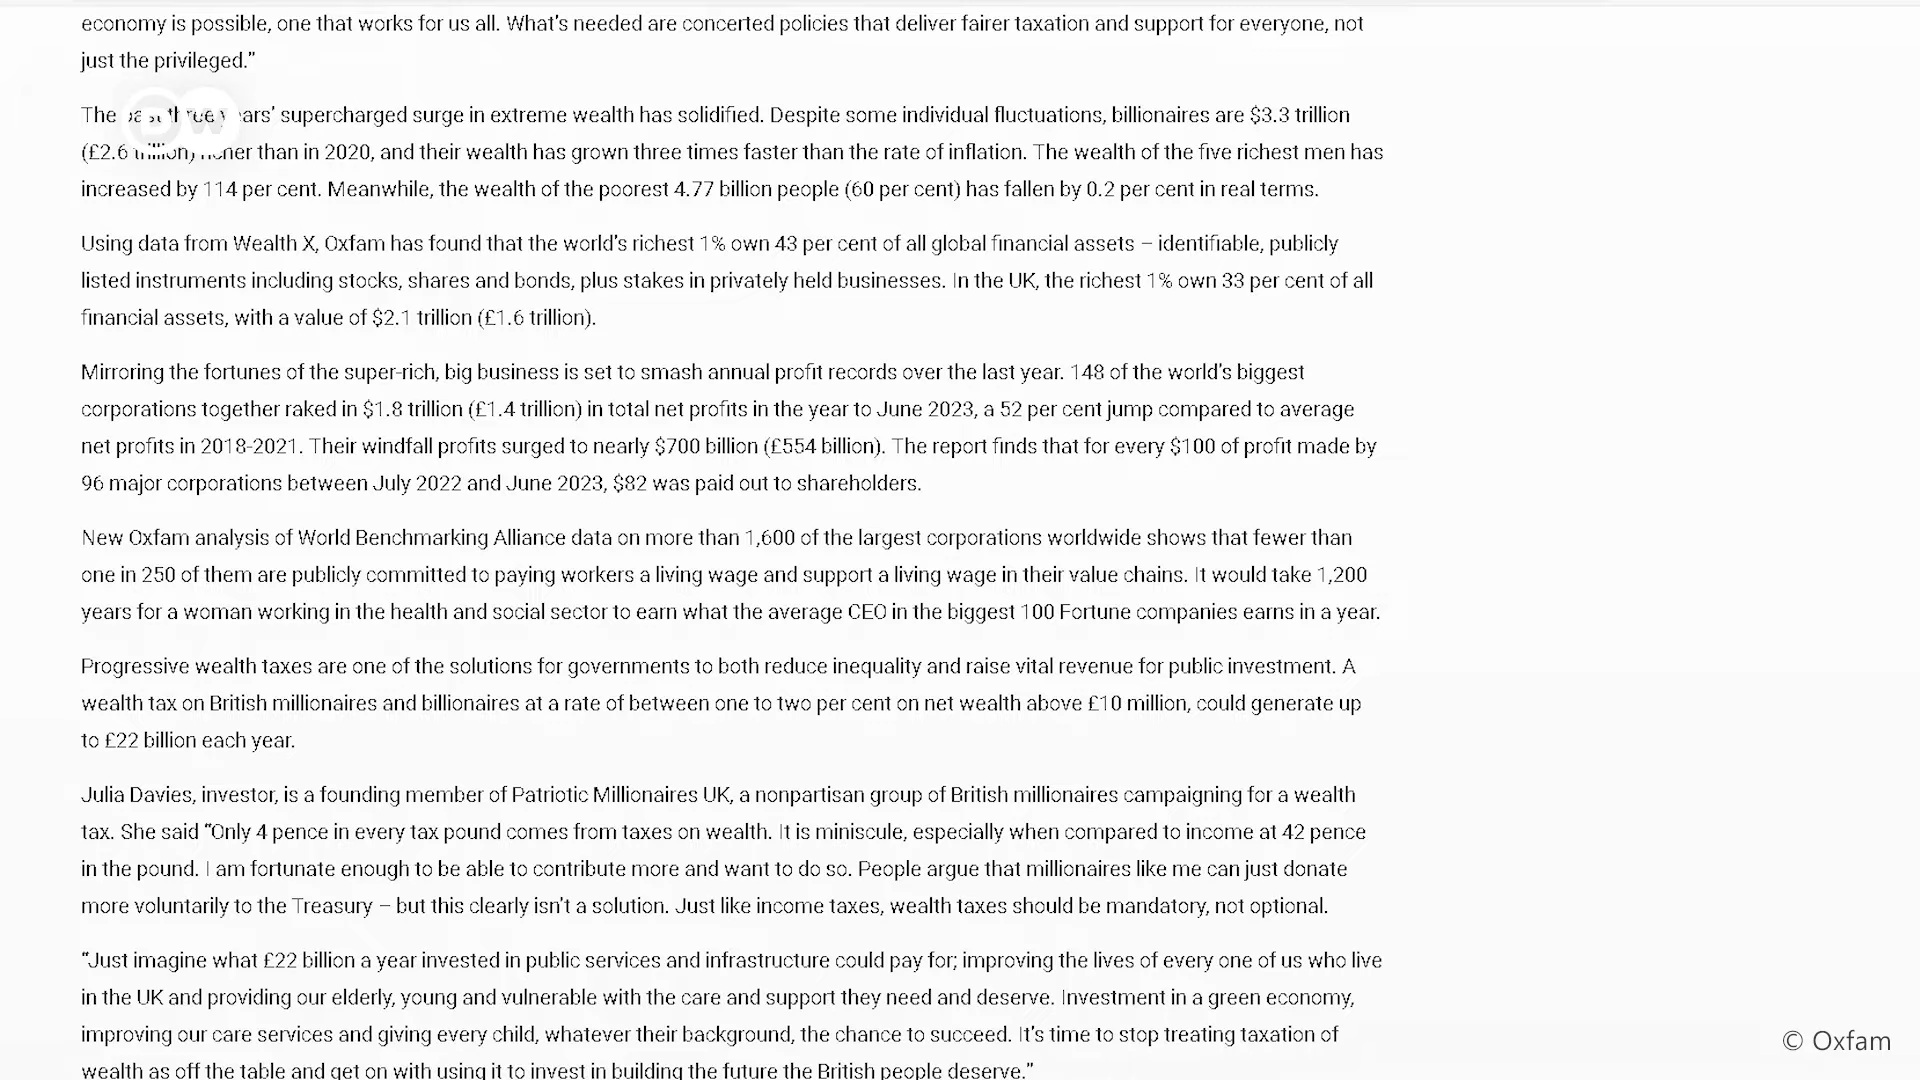 economy is possible, one that works for us all. What's needed are concerted policies that deliver fairer taxation and support for everyone, not
just the privileged.”
The past three years' supercharged surge in extreme wealth has solidified. Despite some individual fluctuations, billionaires are $3.3 trillion
(£2.6 trillion) richer than in 2020, and their wealth has grown three times faster than the rate of inflation. The wealth of the five richest men has
increased by 114 per cent. Meanwhile, the wealth of the poorest 4.77 billion people (60 per cent) has fallen by 0.2 per cent in real terms.
Using data from Wealth X, Oxfam has found that the world's richest 1% own 43 per cent of all global financial assets – identifiable, publicly
listed instruments including stocks, shares and bonds, plus stakes in privately held businesses. In the UK, the richest 1% own 33 per cent of all
financial assets, with a value of $2.1 trillion (£1.6 trillion).
Mirroring the fortunes of the super-rich, big business is set to smash annual profit records over the last year. 148 of the world's biggest
corporations together raked in $1.8 trillion (£1.4 trillion) in total net profits in the year to June 2023, a 52 per cent jump compared to average
net profits in 2018-2021. Their windfall profits surged to nearly $700 billion (£554 billion). The report finds that for every $100 of profit made by
96 major corporations between July 2022 and June 2023, $82 was paid out to shareholders.
New Oxfam analysis of World Benchmarking Alliance data on more than 1,600 of the largest corporations worldwide shows that fewer than
one in 250 of them are publicly committed to paying workers a living wage and support a living wage in their value chains. It would take 1,200
years for a woman working in the health and social sector to earn what the average CEO in the biggest 100 Fortune companies earns in a year.
Progressive wealth taxes are one of the solutions for governments to both reduce inequality and raise vital revenue for public investment. A
wealth tax on British millionaires and billionaires at a rate of between one to two per cent on net wealth above £10 million, could generate up
to £22 billion each year.
Julia Davies, investor, is a founding member of Patriotic Millionaires UK, a nonpartisan group of British millionaires campaigning for a wealth
tax. She said “Only 4 pence in every tax pound comes from taxes on wealth. It is miniscule, especially when compared to income at 42 pence
in the pound. I am fortunate enough to be able to contribute more and want to do so. People argue that millionaires like me can just donate
more voluntarily to the Treasury – but this clearly isn't a solution. Just like income taxes, wealth taxes should be mandatory, not optional.
“Just imagine what £22 billion a year invested in public services and infrastructure could pay for; improving the lives of every one of us who live
in the UK and providing our elderly, young and vulnerable with the care and support they need and deserve. Investment in a green economy,
improving our care services and giving every child, whatever their background, the chance to succeed. It's time to stop treating taxation of
wealth as off the table and get on with using it to invest in building the future the British people deserve.”
DW
© Oxfam